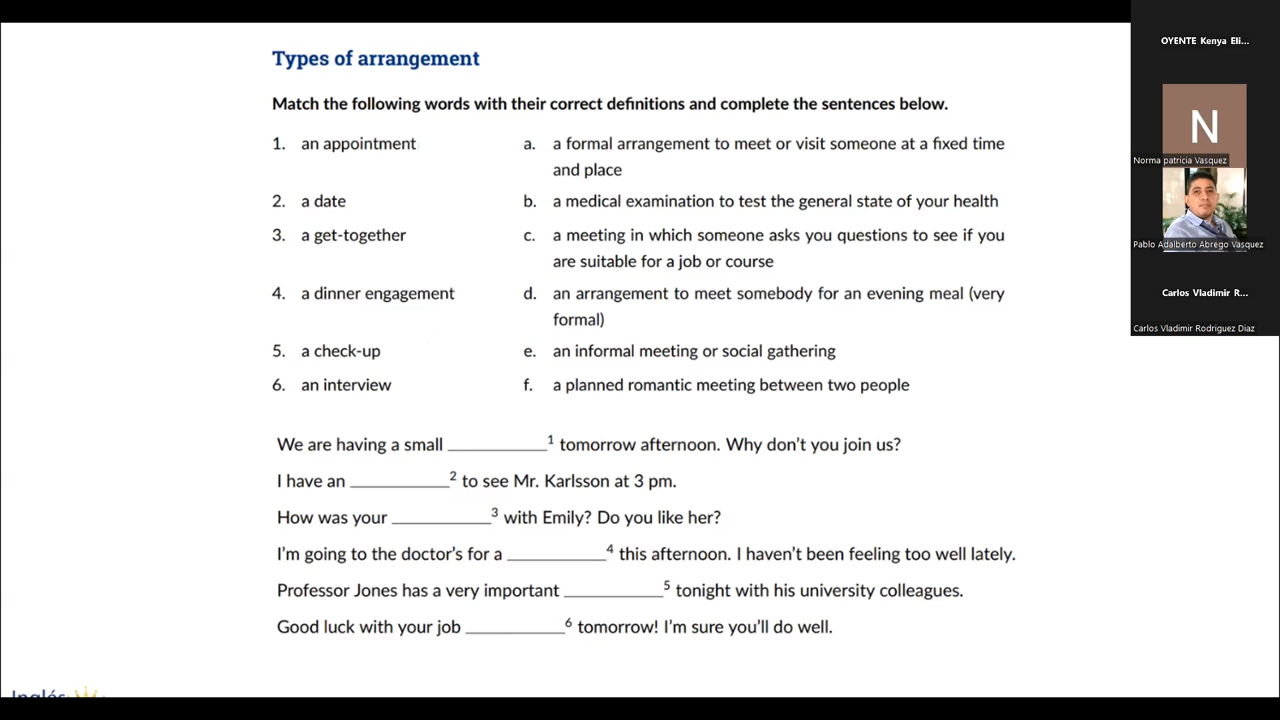 Types of arrangement
Match the following words with their correct definitions and complete the sentences below.
1. an appointment
a. a formal arrangement to meet or visit someone at a fixed time
and place
2. a date
b. a medical examination to test the general state of your health
3. a get-together
c. a meeting in which someone asks you questions to see if you
are suitable for a job or course
4. a dinner engagement
d. an arrangement to meet somebody for an evening meal (very
formal)
5. a check-up
e. an informal meeting or social gathering
6. an interview
f. a planned romantic meeting between two people
We are having a small __________¹ tomorrow afternoon. Why don't you join us?
I have an __________² to see Mr. Karlsson at 3 pm.
How was your __________³ with Emily? Do you like her?
I'm going to the doctor's for a __________⁴ this afternoon. I haven't been feeling too well lately.
Professor Jones has a very important __________⁵ tonight with his university colleagues.
Good luck with your job __________⁶ tomorrow! I'm sure you'll do well.
Inglés
OYENTE Kenya Eli...
N
Norma patricia Vasquez
Pablo Adalberto Abrego Vasquez
Carlos Vladimir R...
Carlos Vladimir Rodriguez Diaz